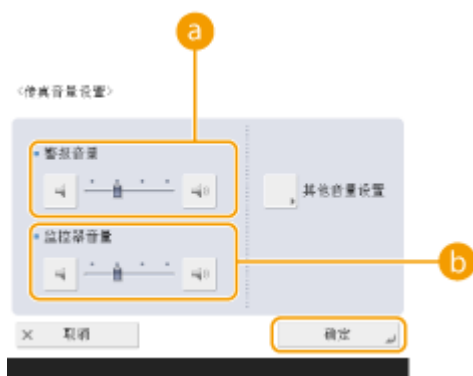 a
<传真音量设置>
警报音量
其他音量设置
监控器音量
b
× 取消
确定